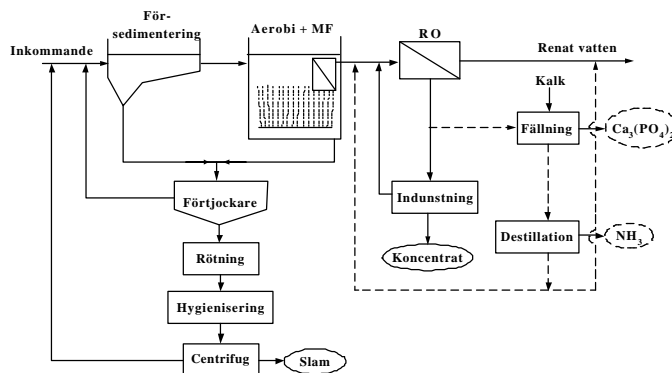 För-
sedimentering
Aerobi + MF
RO
Inkommande
Renat vatten
Kalk
Fällning
Ca3(PO4)2
Förtjockare
Indunstning
Destillation
NH3
Rötning
Koncentrat
Hygienisering
Centrifug
Slam